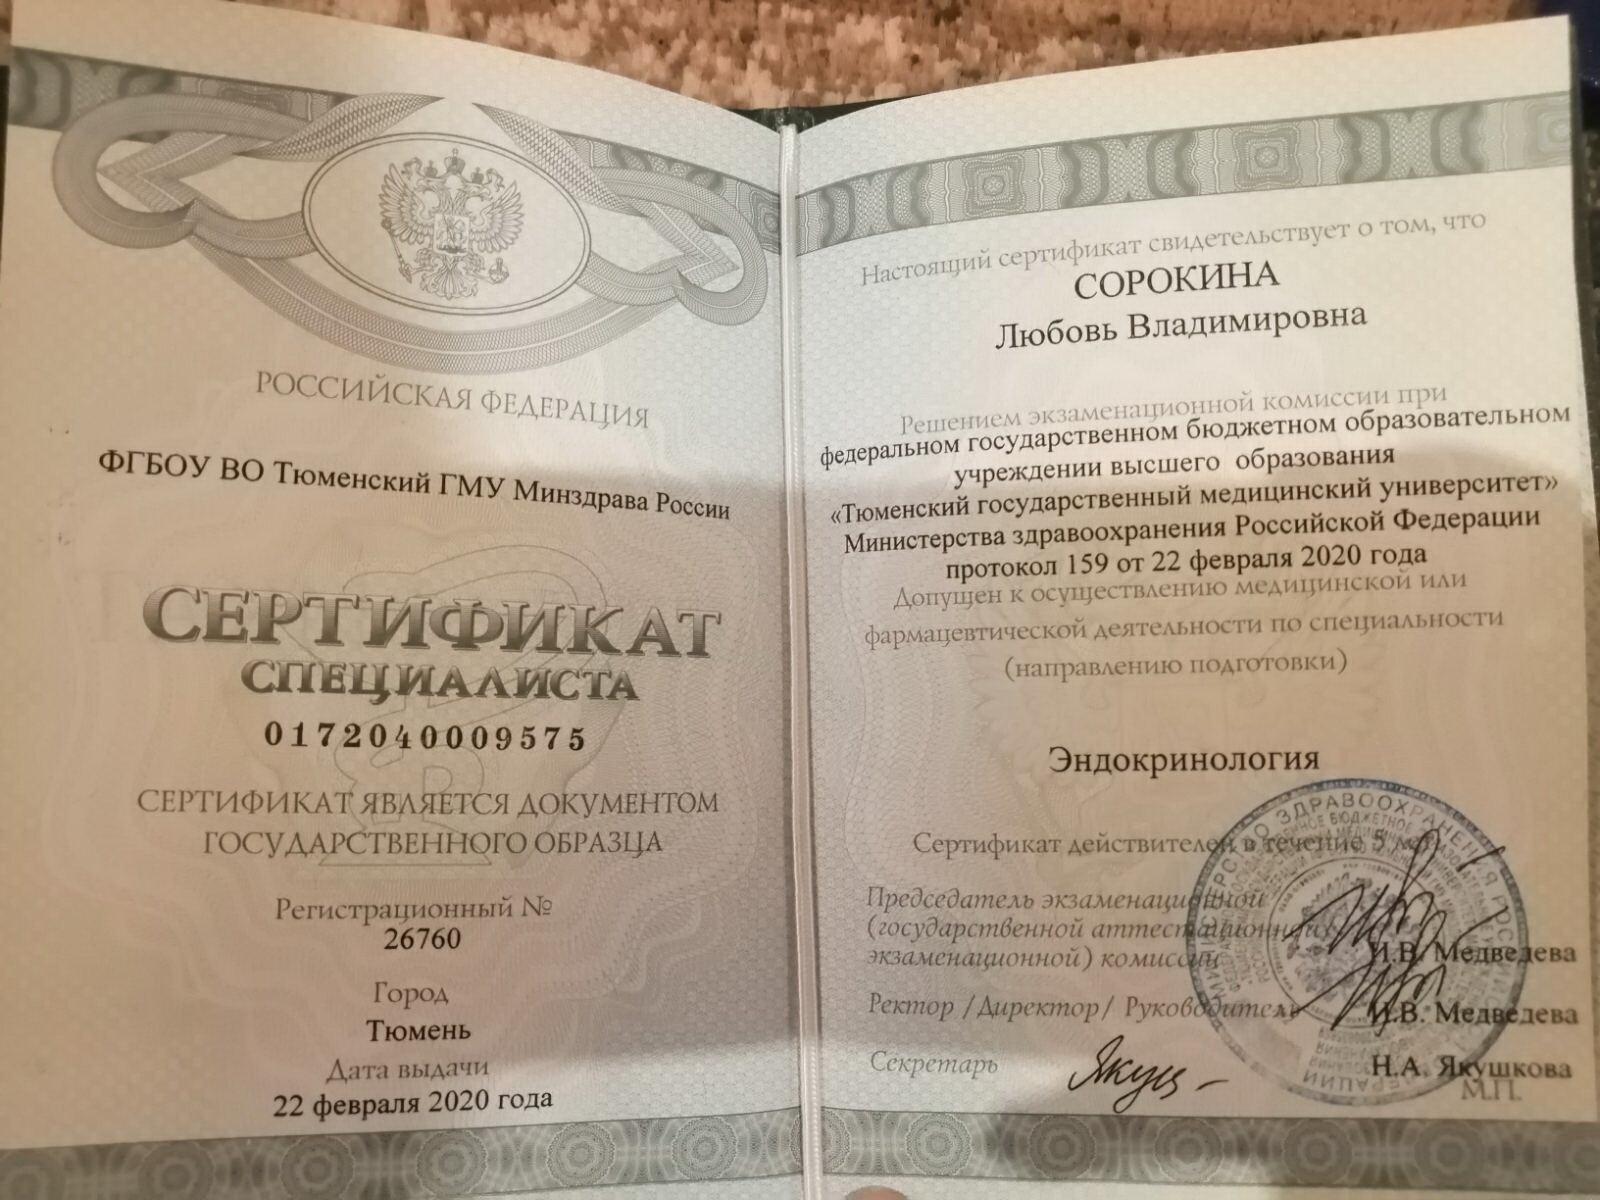 РОССИЙСКАЯ ФЕДЕРАЦИЯ
ФГБОУ ВО Тюменский ГМУ Минздрава России
СЕРТИФИКАТ
СПЕЦИАЛИСТА
0172040009575
СЕРТИФИКАТ ЯВЛЯЕТСЯ ДОКУМЕНТОМ
ГОСУДАРСТВЕННОГО ОБРАЗЦА
Регистрационный №
26760
Город
Тюмень
Дата выдачи
22 февраля 2020 года
Настоящий сертификат свидетельствует о том, что
СОРОКИНА
Любовь Владимировна
Решением экзаменационной комиссии при
федеральном государственном бюджетном образовательном
учреждении высшего образования
«Тюменский государственный медицинский университет»
Министерства здравоохранения Российской Федерации
протокол 159 от 22 февраля 2020 года
Допущен к осуществлению медицинской или
фармацевтической деятельности по специальности
(направлению подготовки)
Эндокринология
Сертификат действителен в течение 5 лет
Председатель экзаменационной
(государственной аттестационной
экзаменационной) комиссии
И.В. Медведева
Ректор /Директор/ Руководитель
И.В. Медведева
Секретарь
Н.А. Якушкова
М.П.